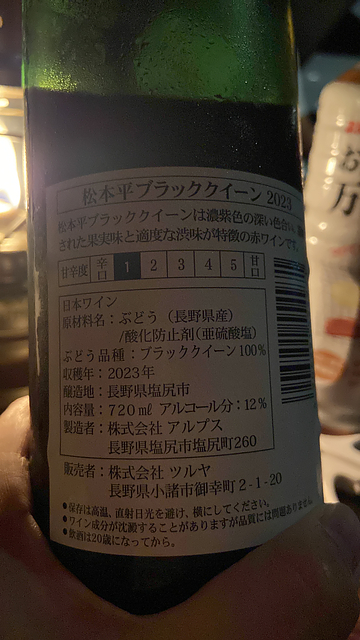 松本平ブラッククイーン 2023
松本平ブラッククイーンは濃紫色の深い色合い、
された果実味と適度な渋味が特徴の赤ワインです。
甘辛度 辛口 1 2 3 4 5 甘口
日本ワイン
原材料名：ぶどう（長野県産）
/酸化防止剤(亜硫酸塩)
ぶどう品種：ブラッククイーン100%
収穫年：2023年
醸造地：長野県塩尻市
内容量：720㎖ アルコール分：12%
製造者：株式会社 アルプス
長野県塩尻市塩尻町260
販売者：株式会社 ツルヤ
長野県小諸市御幸町2-1-20
●保存は高温、直射日光を避け、横にしてください。
●ワイン成分が沈殿することがありますが品質には問題ありません。
●飲酒は20歳になってから。
お
万